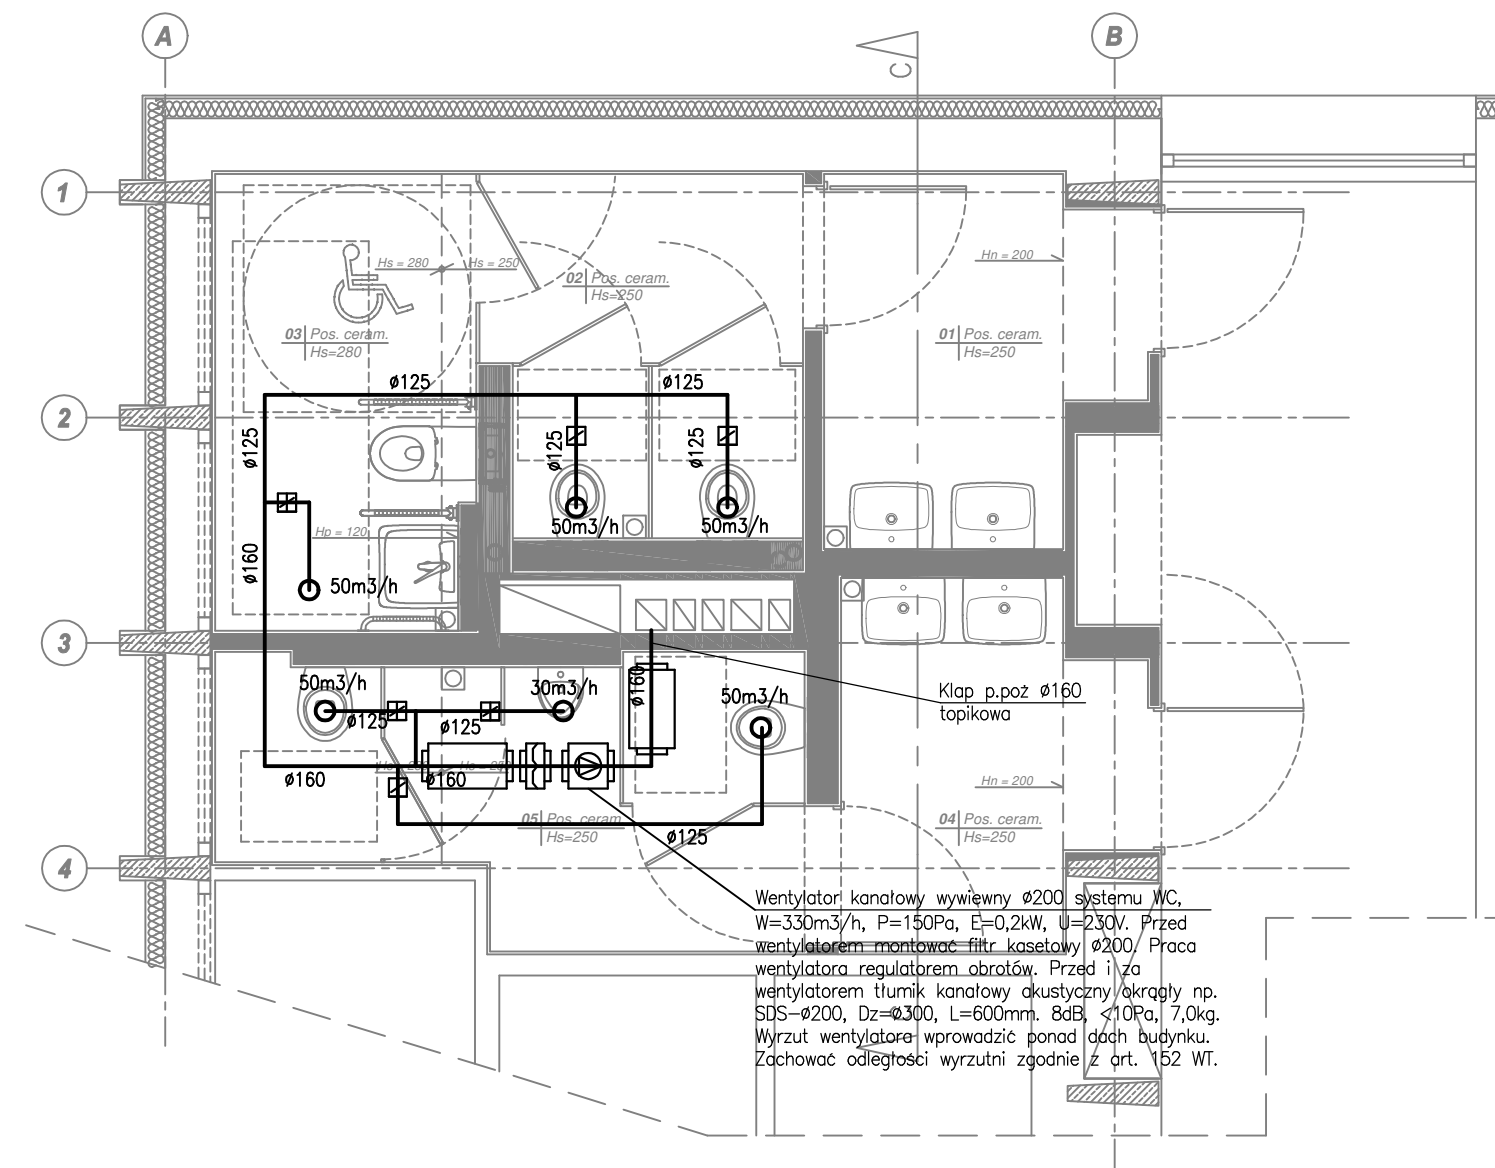 A
B
C
1
Hn = 200
Hs = 280
Hs = 250
02 Pos. ceram.
Hs=250
03 Pos. ceram.
Hs=280
01 Pos. ceram.
Hs=250
ø125
ø125
2
ø125
ø125
ø125
50m3/h
50m3/h
Hp = 120
ø160
50m3/h
3
50m3/h
30m3/h
ø160
50m3/h
Klap p.poż ø160
topikowa
ø125
ø125
Hs = 250
ø160
ø160
Hn = 200
05 Pos. ceram.
Hs=250
ø125
04 Pos. ceram.
Hs=250
4
Wentylator kanałowy wywiewny ø200 systemu WC,
W=330m3/h, P=150Pa, E=0,2kW, U=230V. Przed
wentylatorem montować filtr kasetowy ø200. Praca
wentylatora regulatorem obrotów. Przed i za
wentylatorem tłumik kanałowy akustyczny okrągły np.
SDS-ø200, Dz=ø300, L=600mm. 8dB, <10Pa, 7,0kg.
Wyrzut wentylatora wprowadzić ponad dach budynku.
Zachować odległości wyrzutni zgodnie z art. 152 WT.